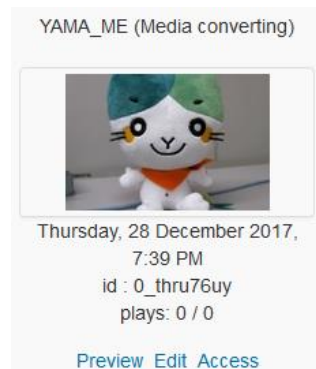 YAMA_ME (Media converting)
Thursday, 28 December 2017,
7:39 PM
id : 0_thru76uy
plays: 0 / 0
Preview Edit Access